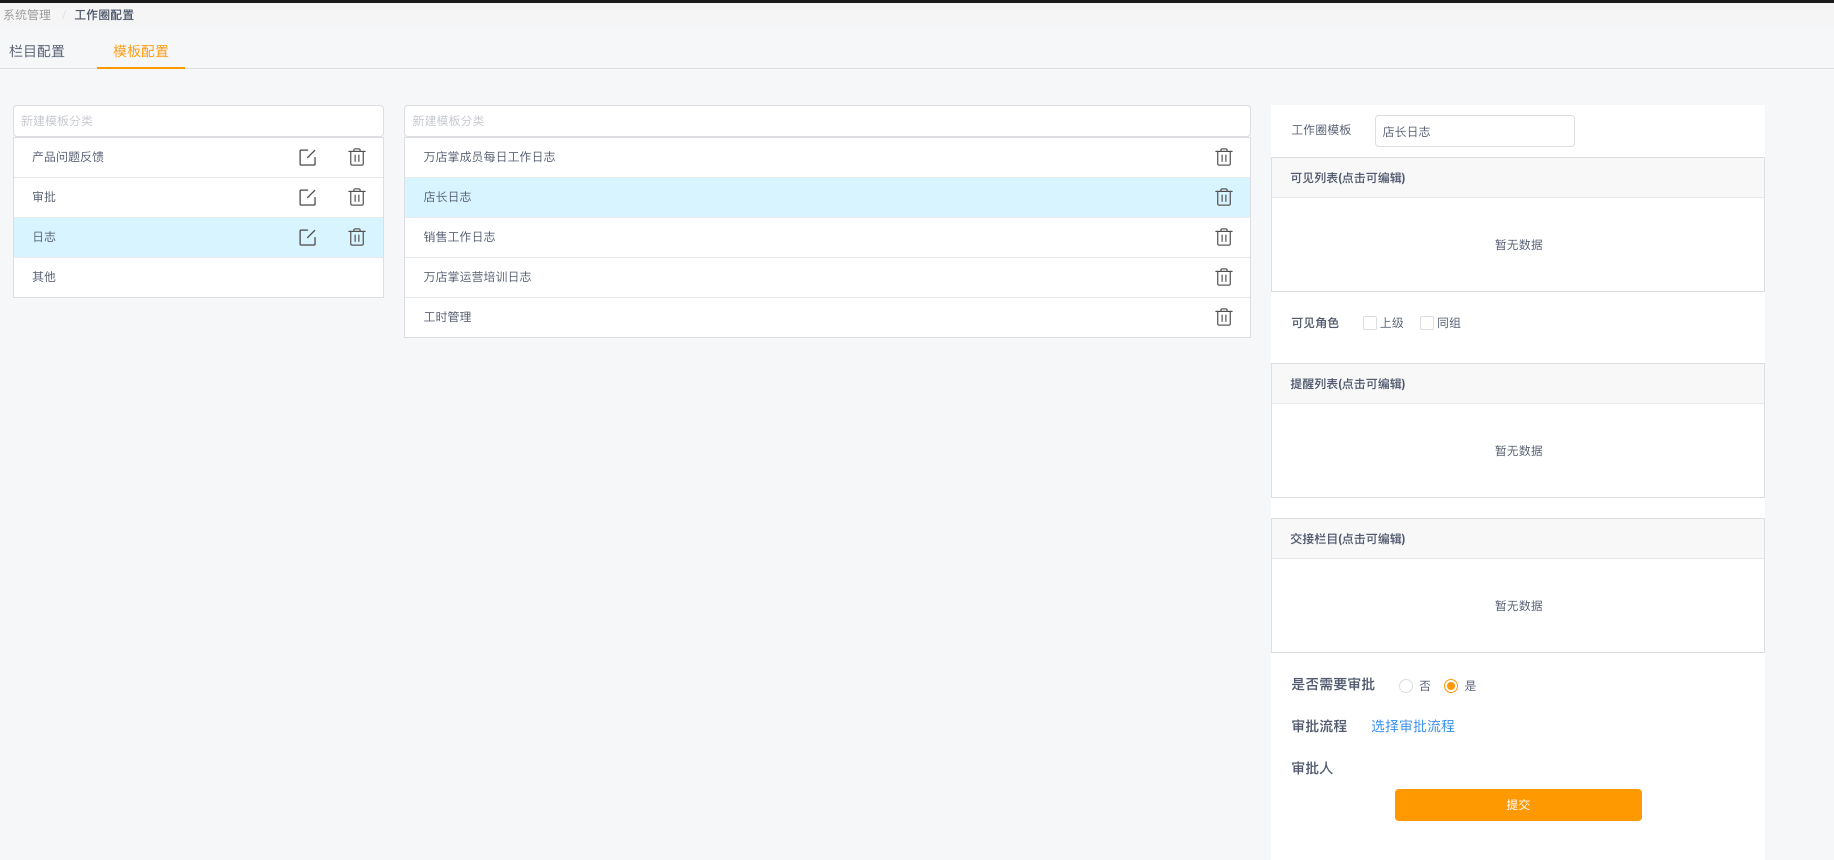 系统管理 / 工作圈配置
栏目配置 模板配置
新建模板分类
产品问题反馈
审批
日志
其他
新建模板分类
万店掌成员每日工作日志
店长日志
销售工作日志
万店掌运营培训日志
工时管理
工作圈模板 店长日志
可见列表(点击可编辑)
暂无数据
可见角色 上级 同组
提醒列表(点击可编辑)
暂无数据
交接栏目(点击可编辑)
暂无数据
是否需要审批 否 是
审批流程 选择审批流程
审批人
提交